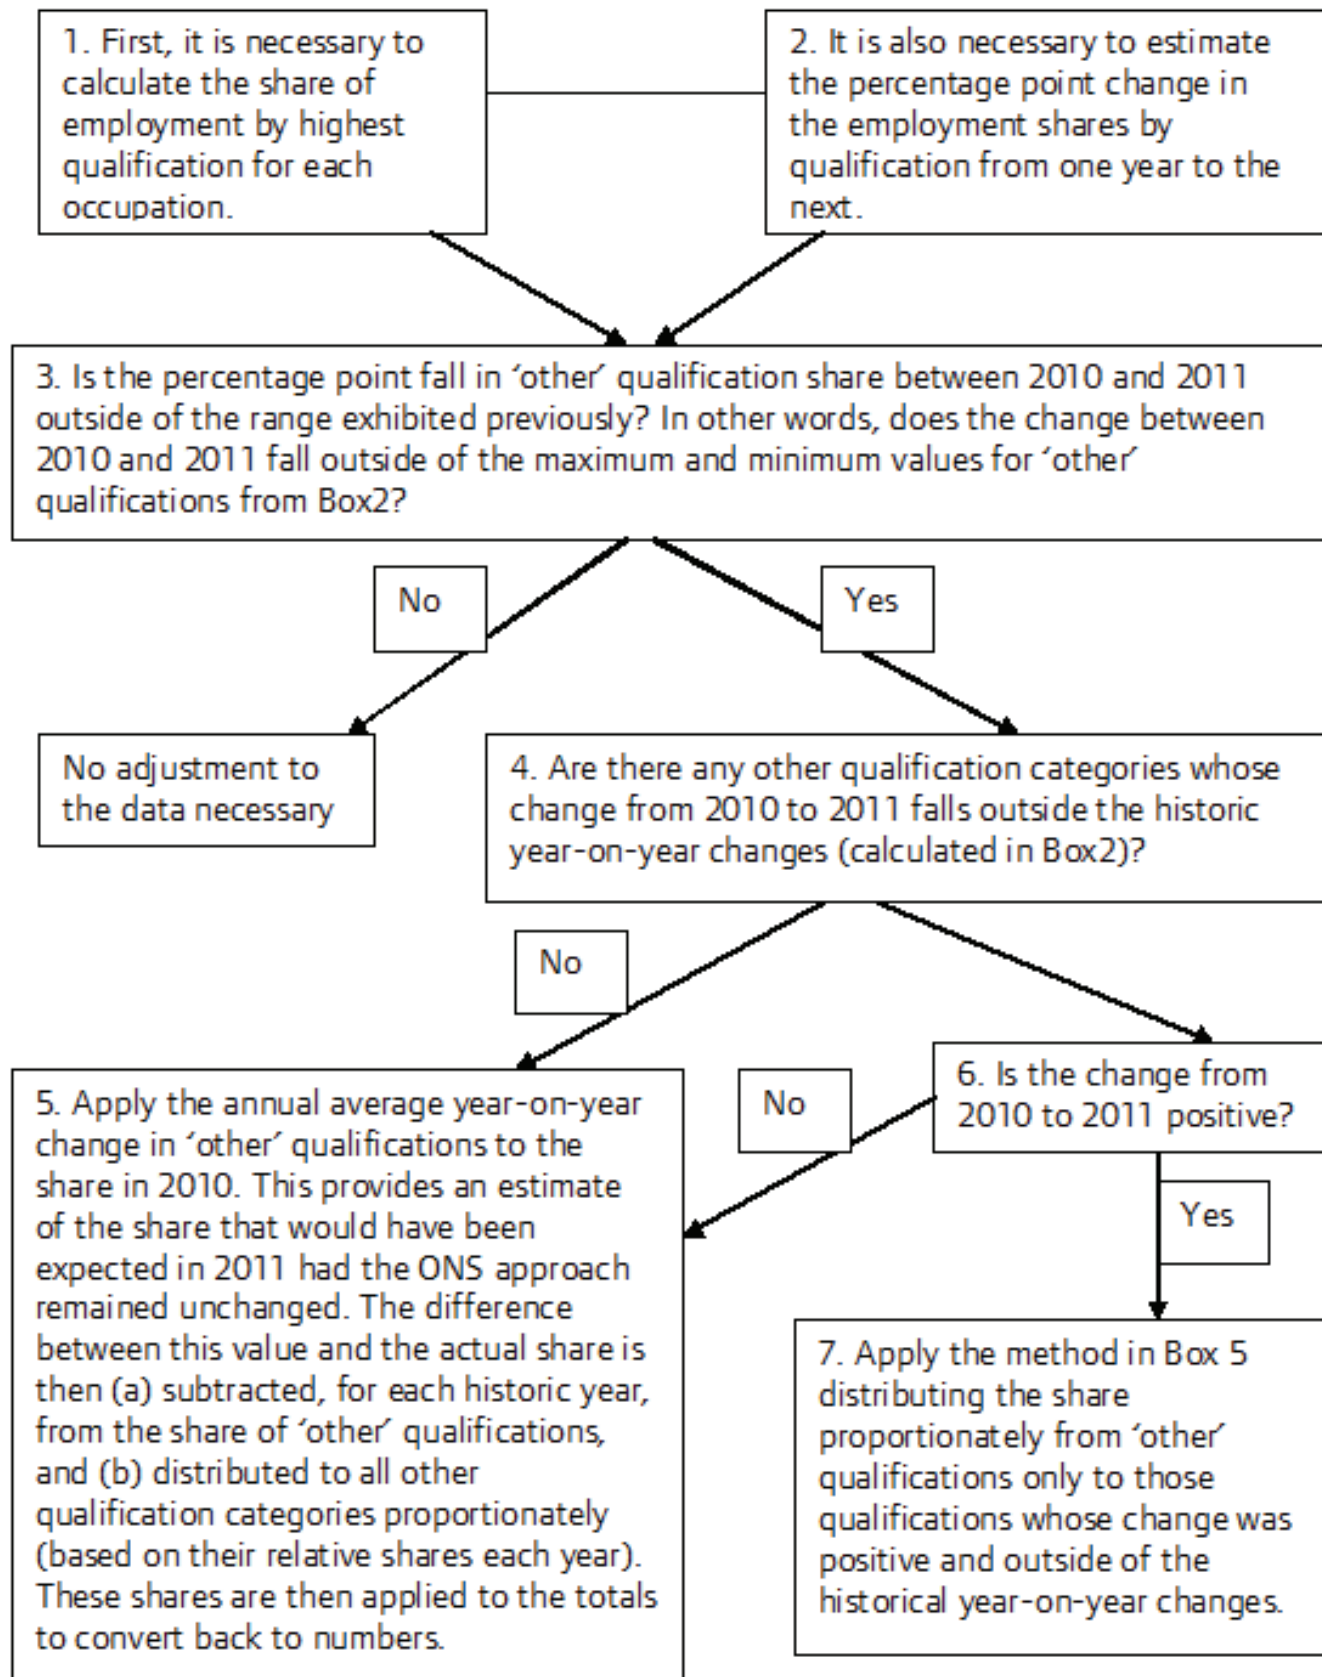 1. First, it is necessary to
calculate the share of
employment by highest
qualification for each
occupation.
2. It is also necessary to estimate
the percentage point change in
the employment shares by
qualification from one year to the
next.
3. Is the percentage point fall in ‘other’ qualification share between 2010 and 2011
outside of the range exhibited previously? In other words, does the change between
2010 and 2011 fall outside of the maximum and minimum values for ‘other’
qualifications from Box2?
No
Yes
No adjustment to
the data necessary
4. Are there any other qualification categories whose
change from 2010 to 2011 falls outside the historic
year-on-year changes (calculated in Box2)?
No
5. Apply the annual average year-on-year
change in ‘other’ qualifications to the
share in 2010. This provides an estimate
of the share that would have been
expected in 2011 had the ONS approach
remained unchanged. The difference
between this value and the actual share is
then (a) subtracted, for each historic year,
from the share of ‘other’ qualifications,
and (b) distributed to all other
qualification categories proportionately
(based on their relative shares each year).
These shares are then applied to the totals
to convert back to numbers.
No
6. Is the change from
2010 to 2011 positive?
Yes
7. Apply the method in Box 5
distributing the share
proportionately from ‘other’
qualifications only to those
qualifications whose change was
positive and outside of the
historical year-on-year changes.